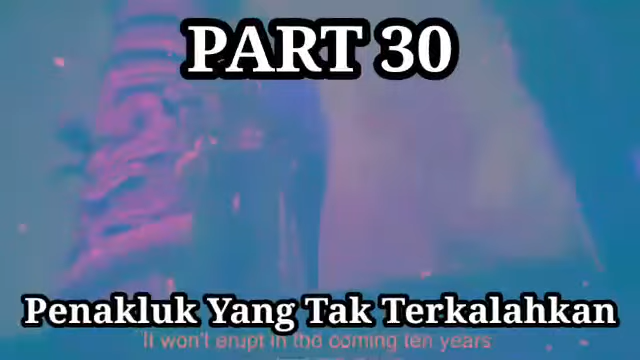 PART 30
Penakluk Yang Tak Terkalahkan
It won't erupt in the coming ten years